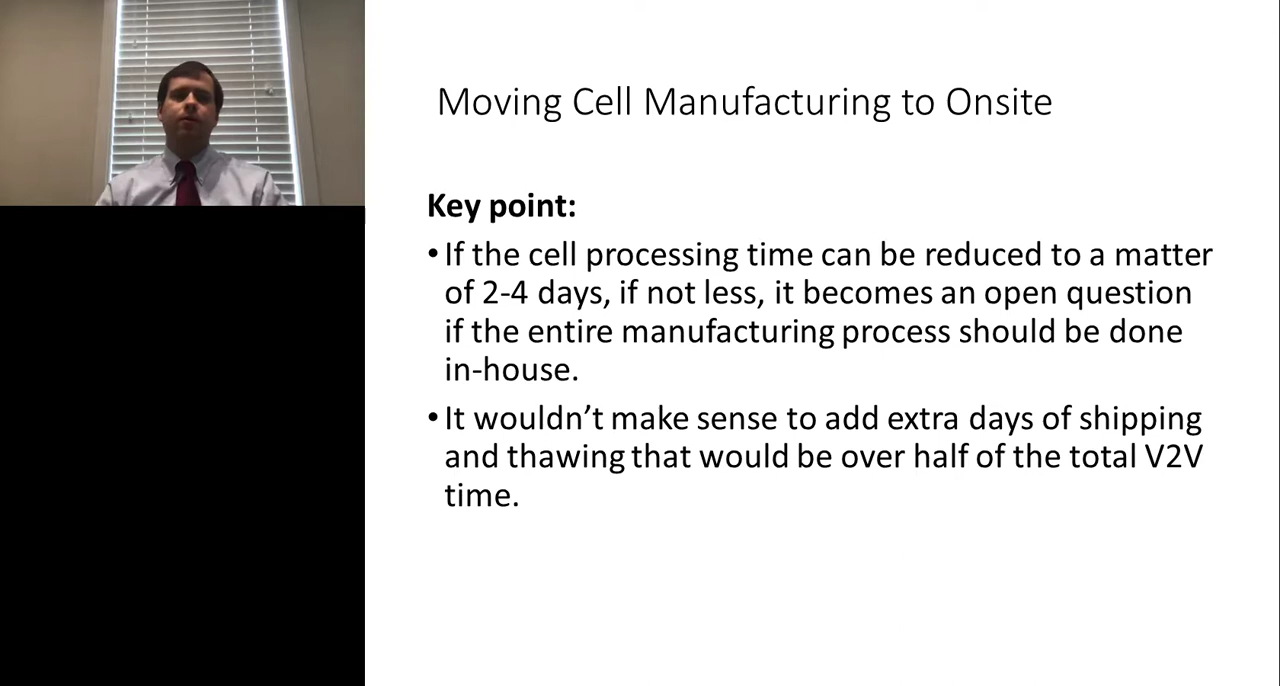 Moving Cell Manufacturing to Onsite
Key point:
•If the cell processing time can be reduced to a matter
of 2-4 days, if not less, it becomes an open question
if the entire manufacturing process should be done
in-house.
•It wouldn’t make sense to add extra days of shipping
and thawing that would be over half of the total V2V
time.